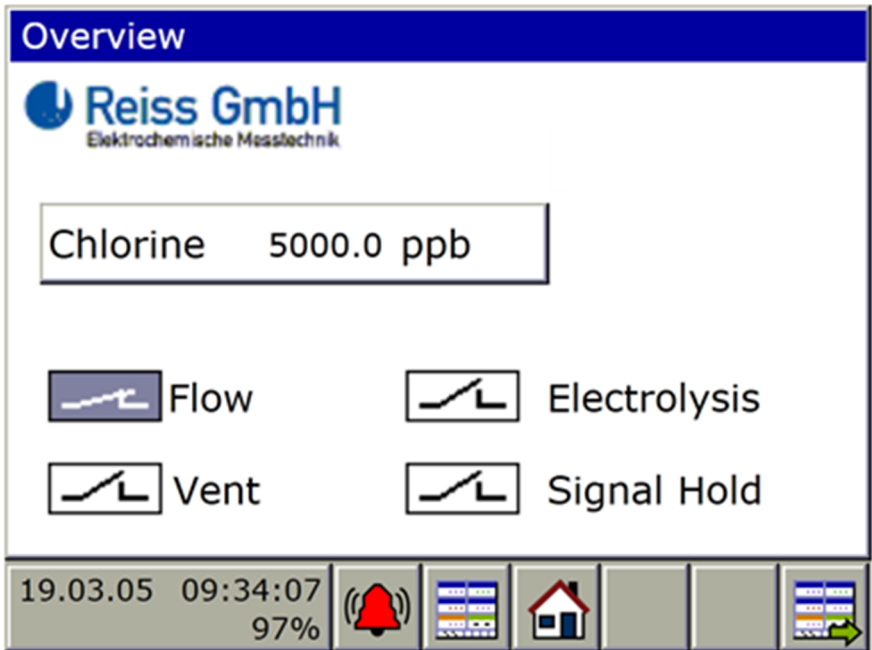 Overview
Reiss GmbH
Elektrochemische Messtechnik
Chlorine 5000.0 ppb
Flow Electrolysis
Vent Signal Hold
19.03.05 09:34:07
97%